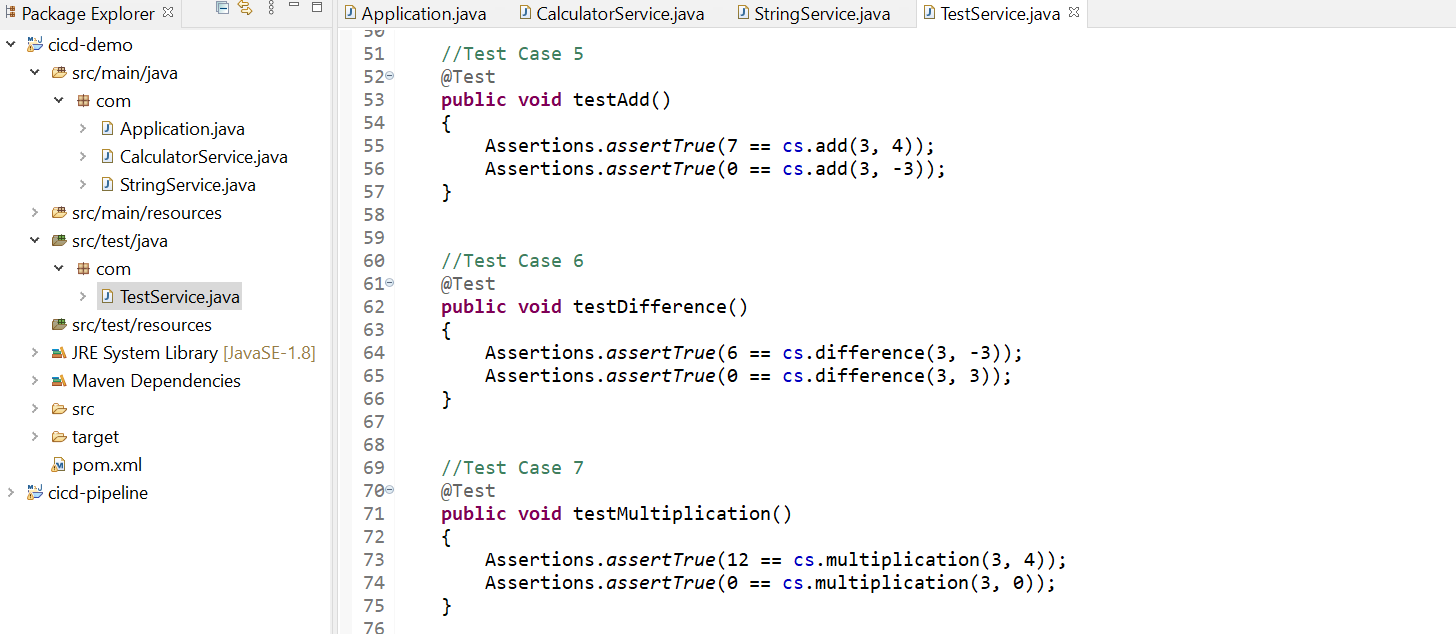 Package Explorer
cicd-demo
src/main/java
com
Application.java
CalculatorService.java
StringService.java
src/main/resources
src/test/java
com
TestService.java
src/test/resources
JRE System Library [JavaSE-1.8]
Maven Dependencies
src
target
pom.xml
cicd-pipeline
Application.java CalculatorService.java StringService.java TestService.java
50
51 //Test Case 5
52 @Test
53 public void testAdd()
54 {
55 Assertions.assertTrue(7 == cs.add(3, 4));
56 Assertions.assertTrue(0 == cs.add(3, -3));
57 }
58
59
60 //Test Case 6
61 @Test
62 public void testDifference()
63 {
64 Assertions.assertTrue(6 == cs.difference(3, -3));
65 Assertions.assertTrue(0 == cs.difference(3, 3));
66 }
67
68
69 //Test Case 7
70 @Test
71 public void testMultiplication()
72 {
73 Assertions.assertTrue(12 == cs.multiplication(3, 4));
74 Assertions.assertTrue(0 == cs.multiplication(3, 0));
75 }
76